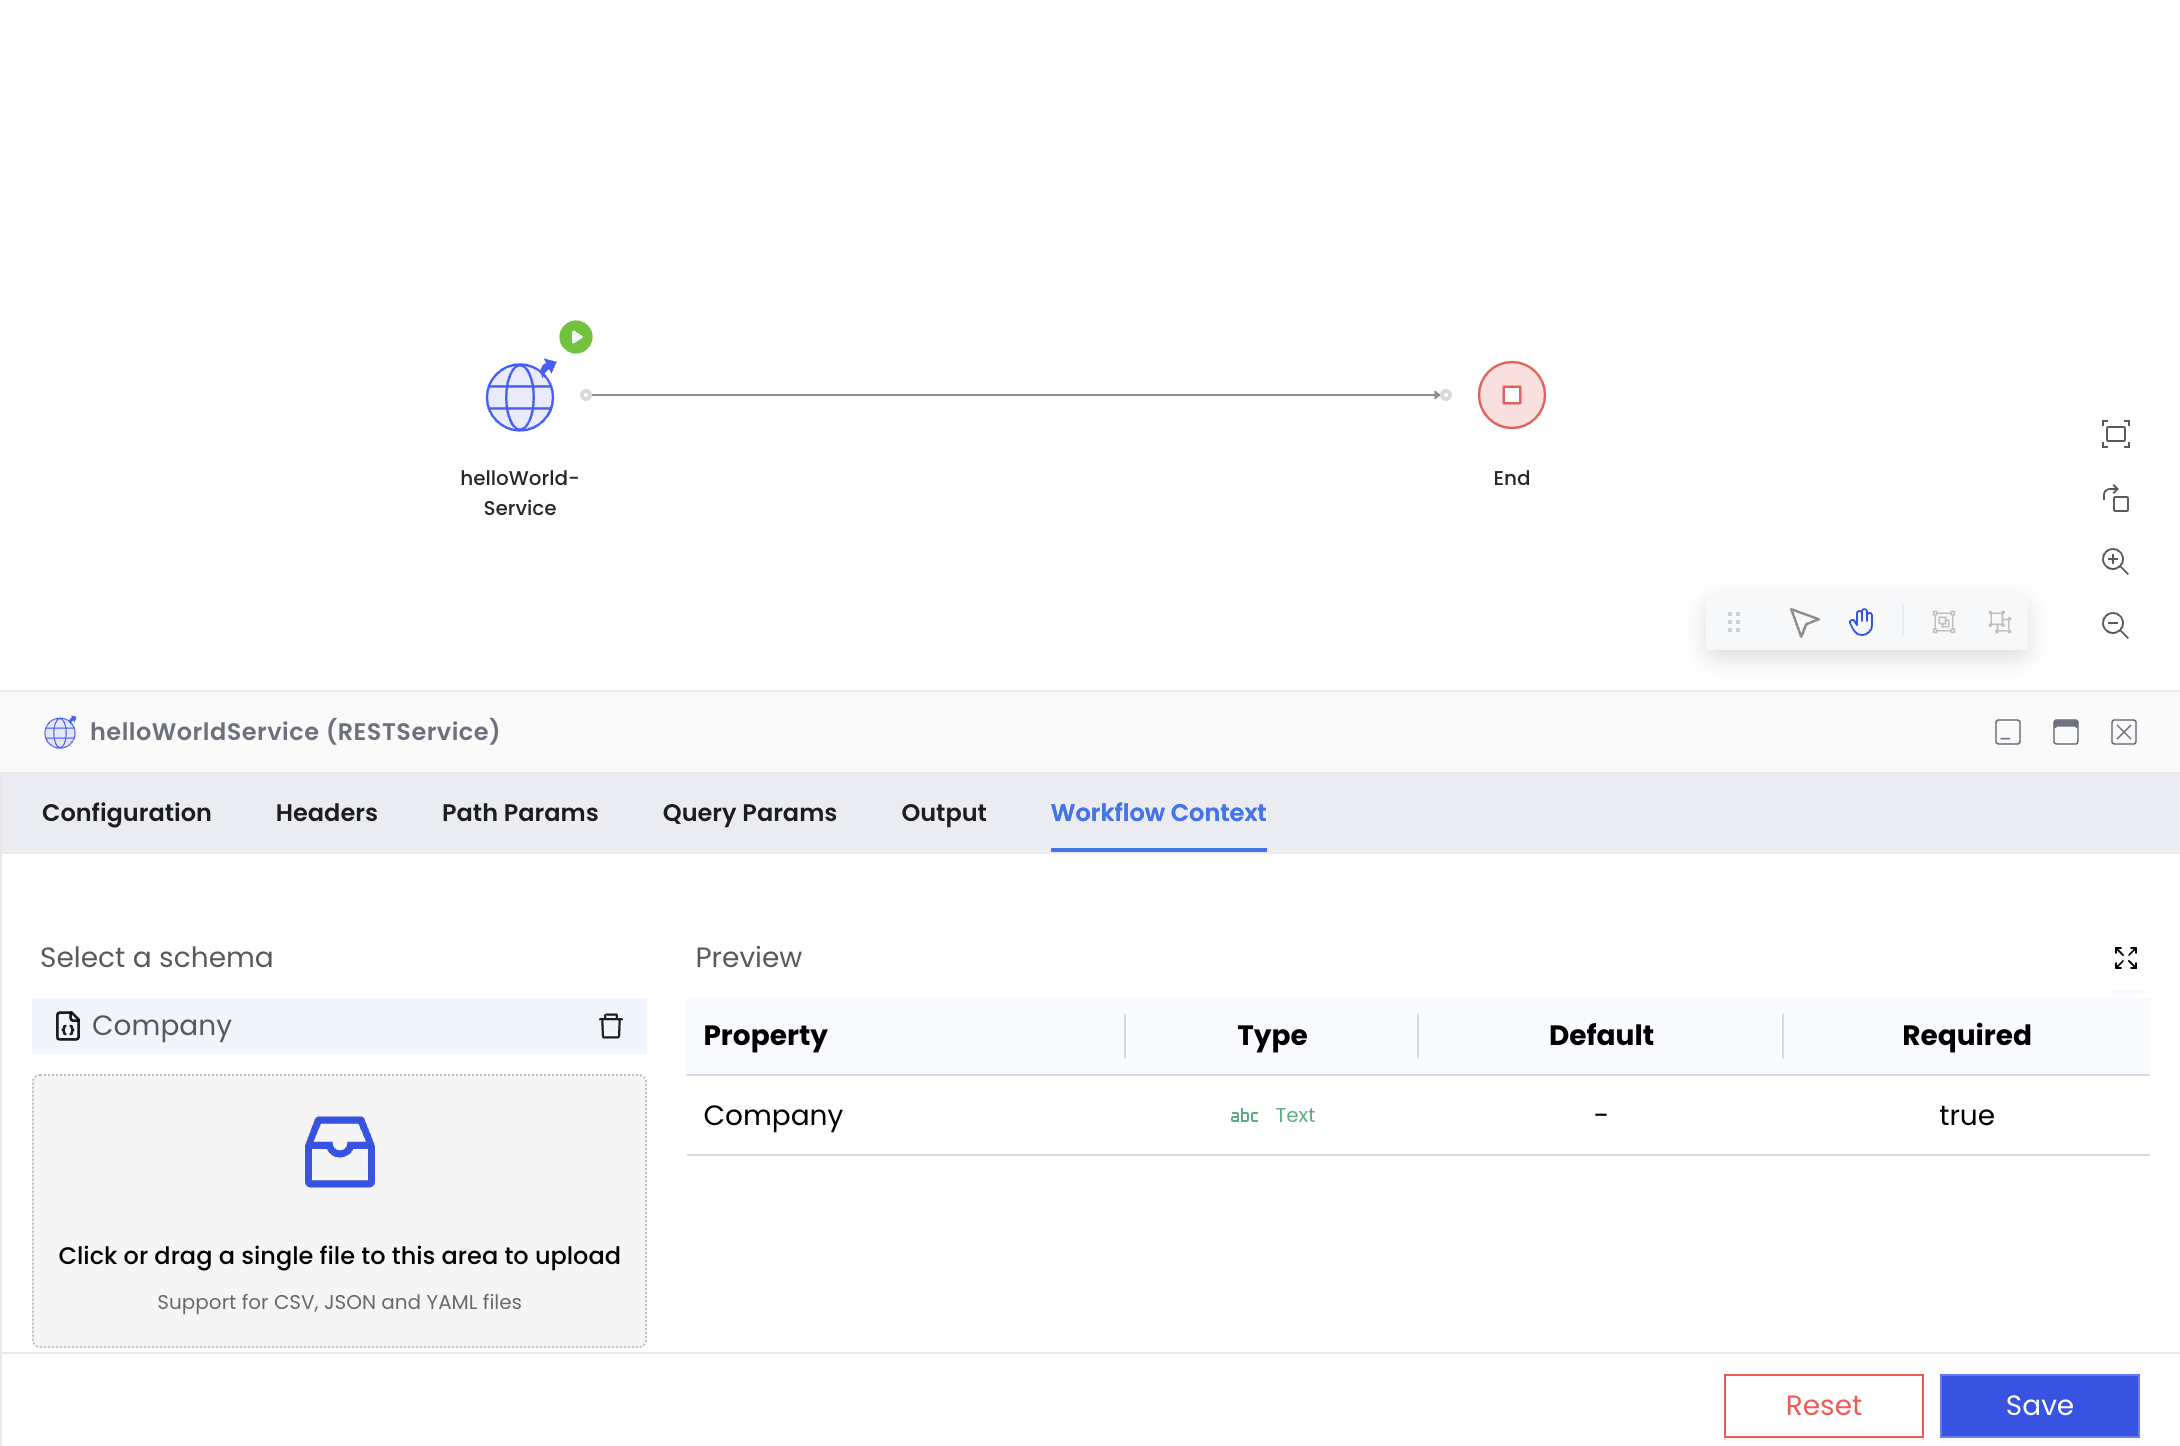 helloWorld-
Service
End
helloWorldService (RESTService)
Configuration Headers Path Params Query Params Output Workflow Context
Select a schema
Company
Click or drag a single file to this area to upload
Support for CSV, JSON and YAML files
Preview
Property Type Default Required
Company abc Text - true
Reset Save